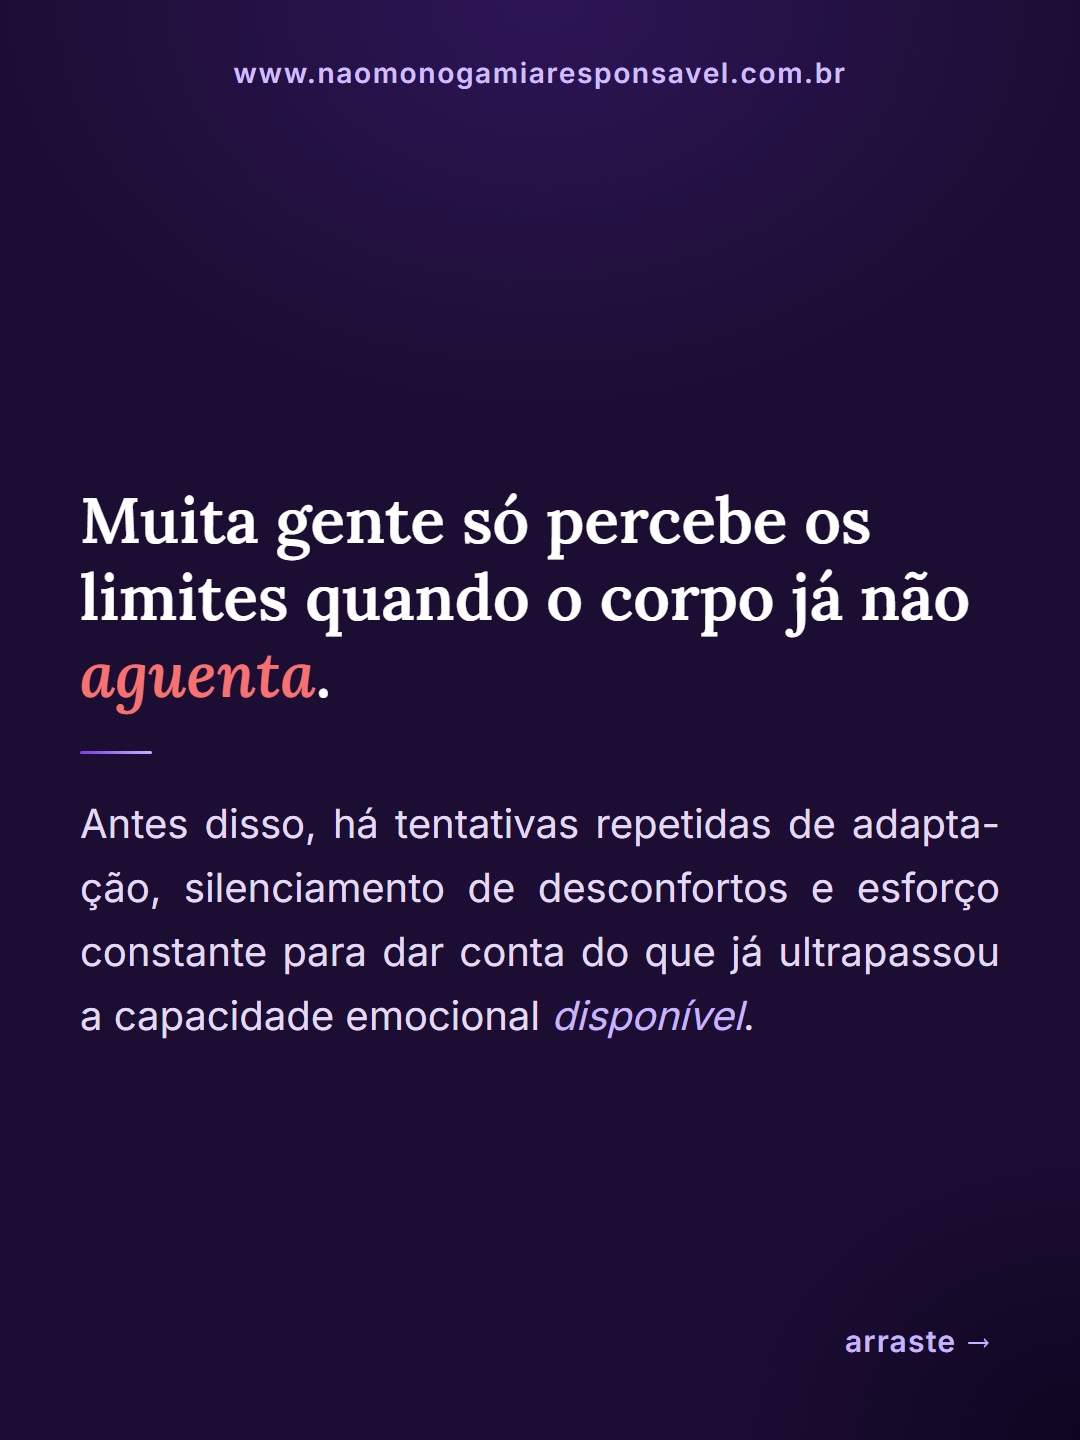 www.naomonogamiaresponsavel.com.br
Muita gente só percebe os
limites quando o corpo já não
aguenta.
Antes disso, há tentativas repetidas de adapta-
ção, silenciamento de desconfortos e esforço
constante para dar conta do que já ultrapassou
a capacidade emocional disponível.
arraste →